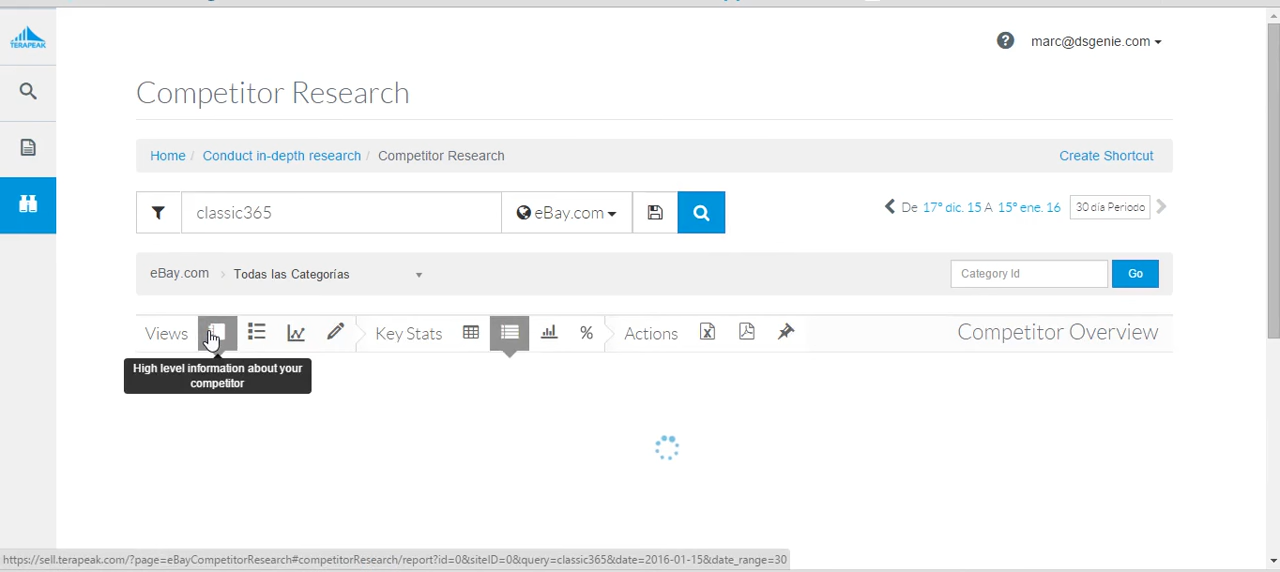 TERAPEAK
marc@dsgenie.com
Competitor Research
Home / Conduct in-depth research / Competitor Research
Create Shortcut
classic365
eBay.com
De 17º dic. 15 A 15º ene. 16
30 día Periodo
eBay.com > Todas las Categorías
Category Id
Go
Views
Key Stats
%
Actions
Competitor Overview
High level information about your
competitor
https://sell.terapeak.com/?page=eBayCompetitorResearch#competitorResearch/report?id=0&siteID=0&query=classic365&date=2016-01-15&date_range=30